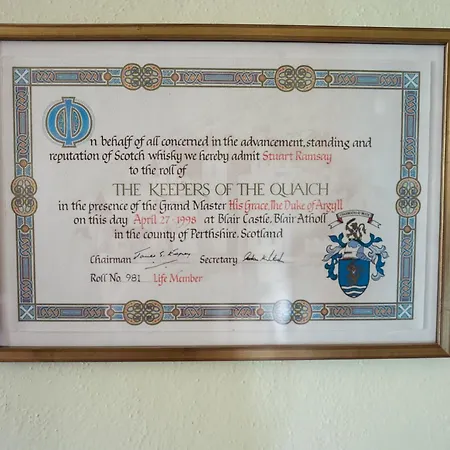 On behalf of all concerned in the advancement, standing and
reputation of Scotch whisky we hereby admit Stuart Ramsay
to the roll of
THE KEEPERS OF THE QUAICH
in the presence of the Grand Master His Grace, The Duke of Argyll
on this day April 27 1998 at Blair Castle, Blair Atholl
in the county of Perthshire, Scotland
Chairman Secretary
Roll No. 981 Life Member